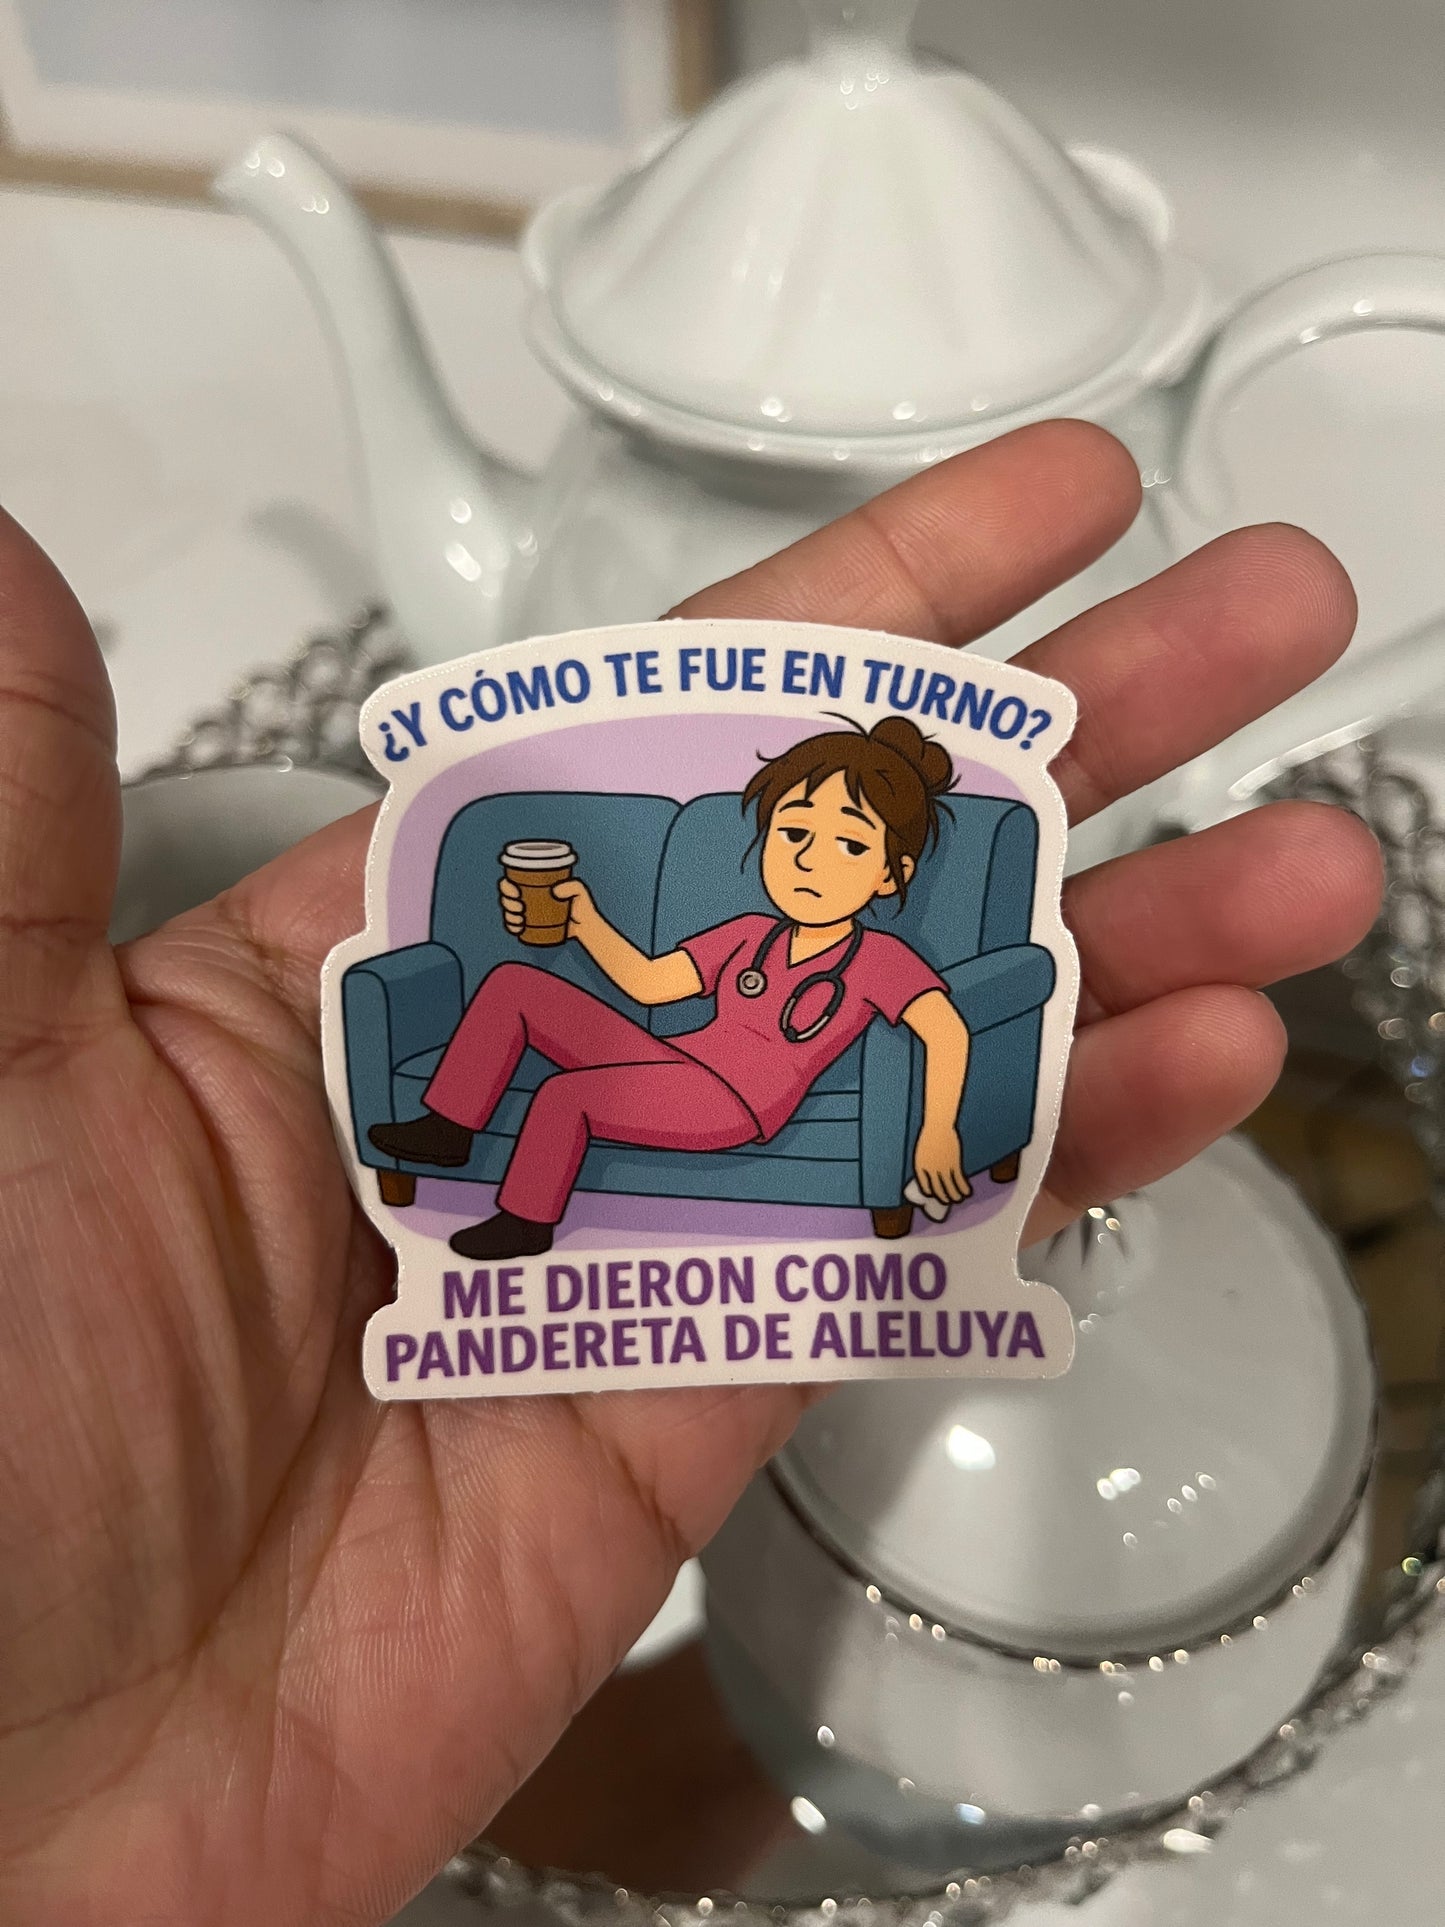 ¿Y CÓMO TE FUE EN TURNO?
ME DIERON COMO
PANDERETA DE ALELUYA